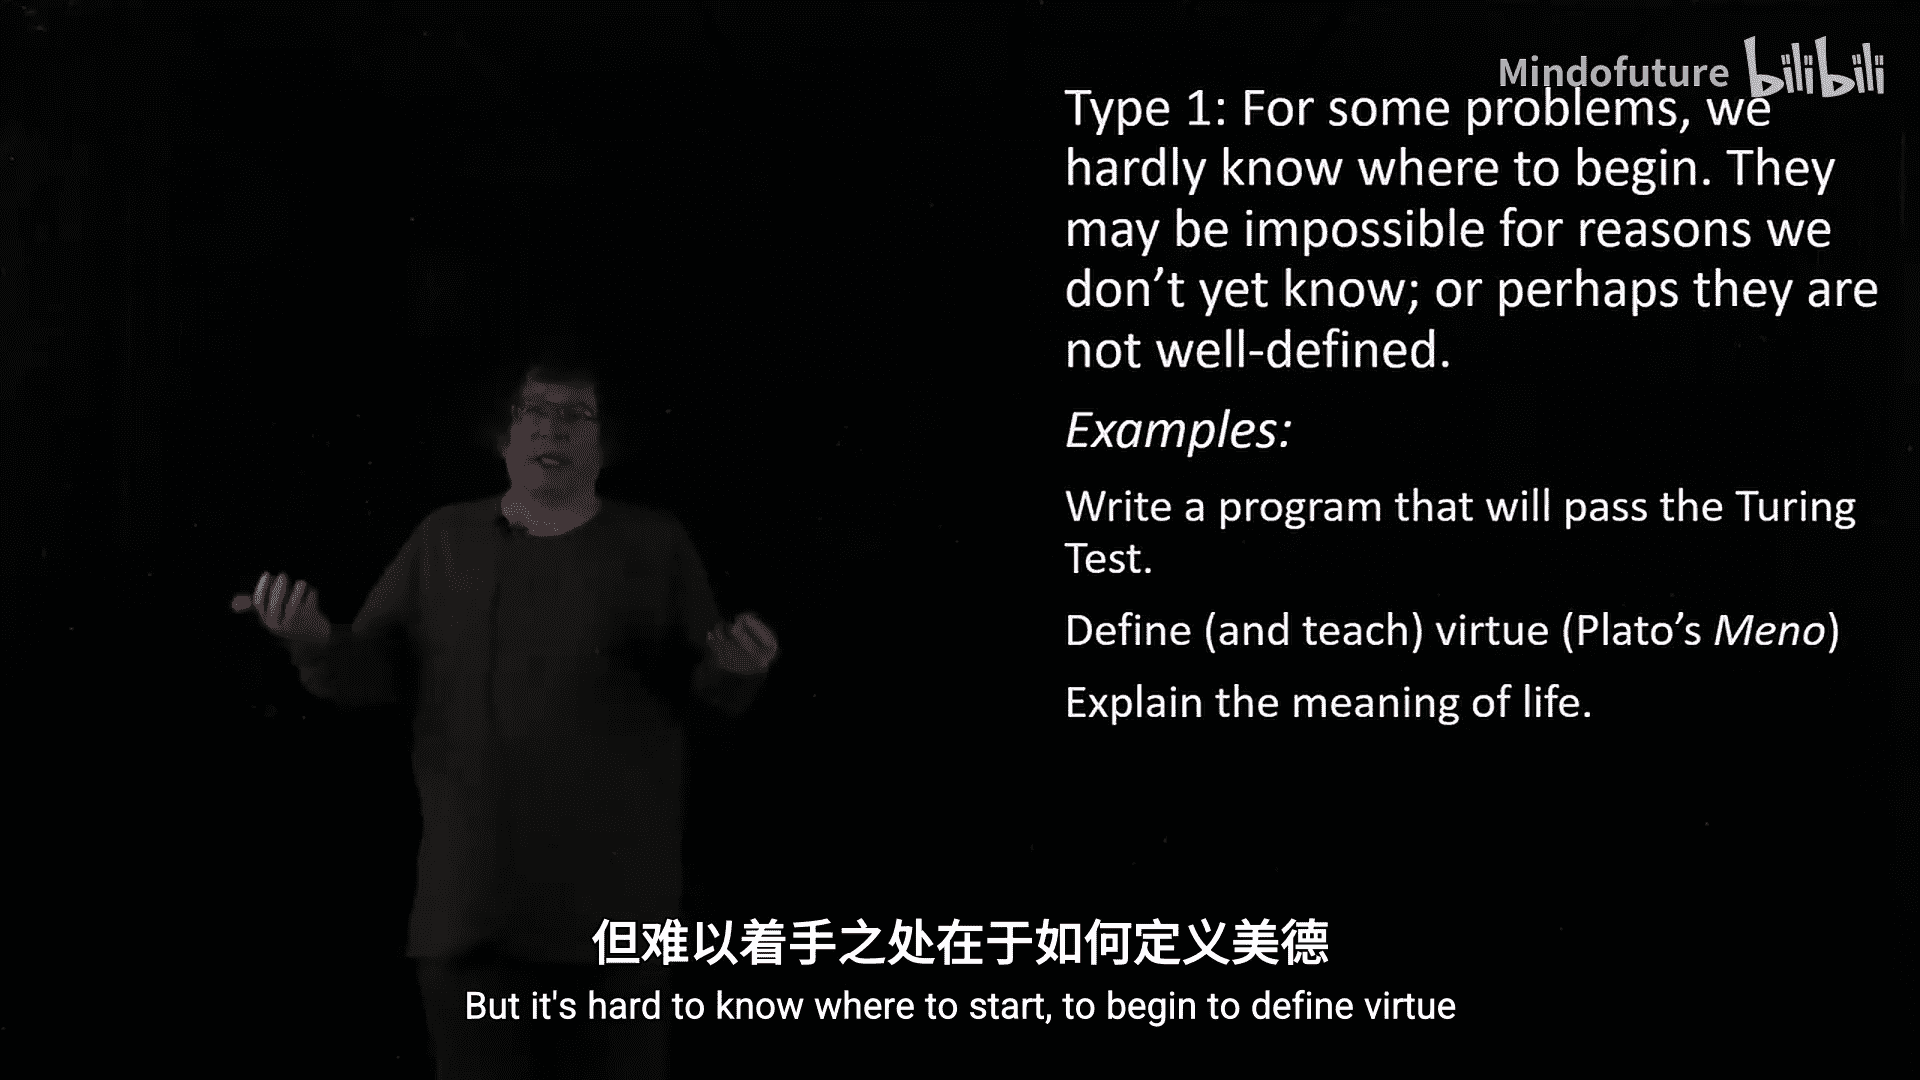 Mindofuture bilibili
Type 1: For some problems, we
hardly know where to begin. They
may be impossible for reasons we
don’t yet know; or perhaps they are
not well-defined.
Examples:
Write a program that will pass the Turing
Test.
Define (and teach) virtue (Plato’s Meno)
Explain the meaning of life.
但难以着手之处在于如何定义美德
But it's hard to know where to start, to begin to define virtue